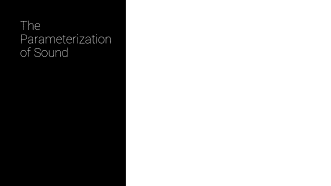 The
Parameterization
of Sound